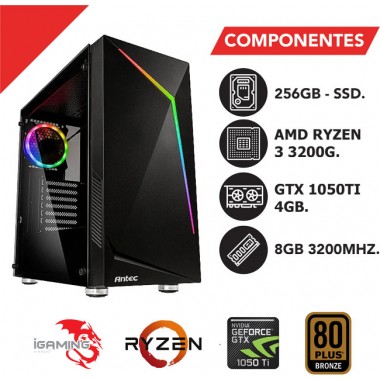 COMPONENTES
256GB - SSD.
AMD RYZEN
3 3200G.
GTX 1050TI
4GB.
8GB 3200MHZ.
Antec
iGAMING
RYZEN
NVIDIA
GEFORCE
GTX
1050 Ti
80
PLUS
BRONZE